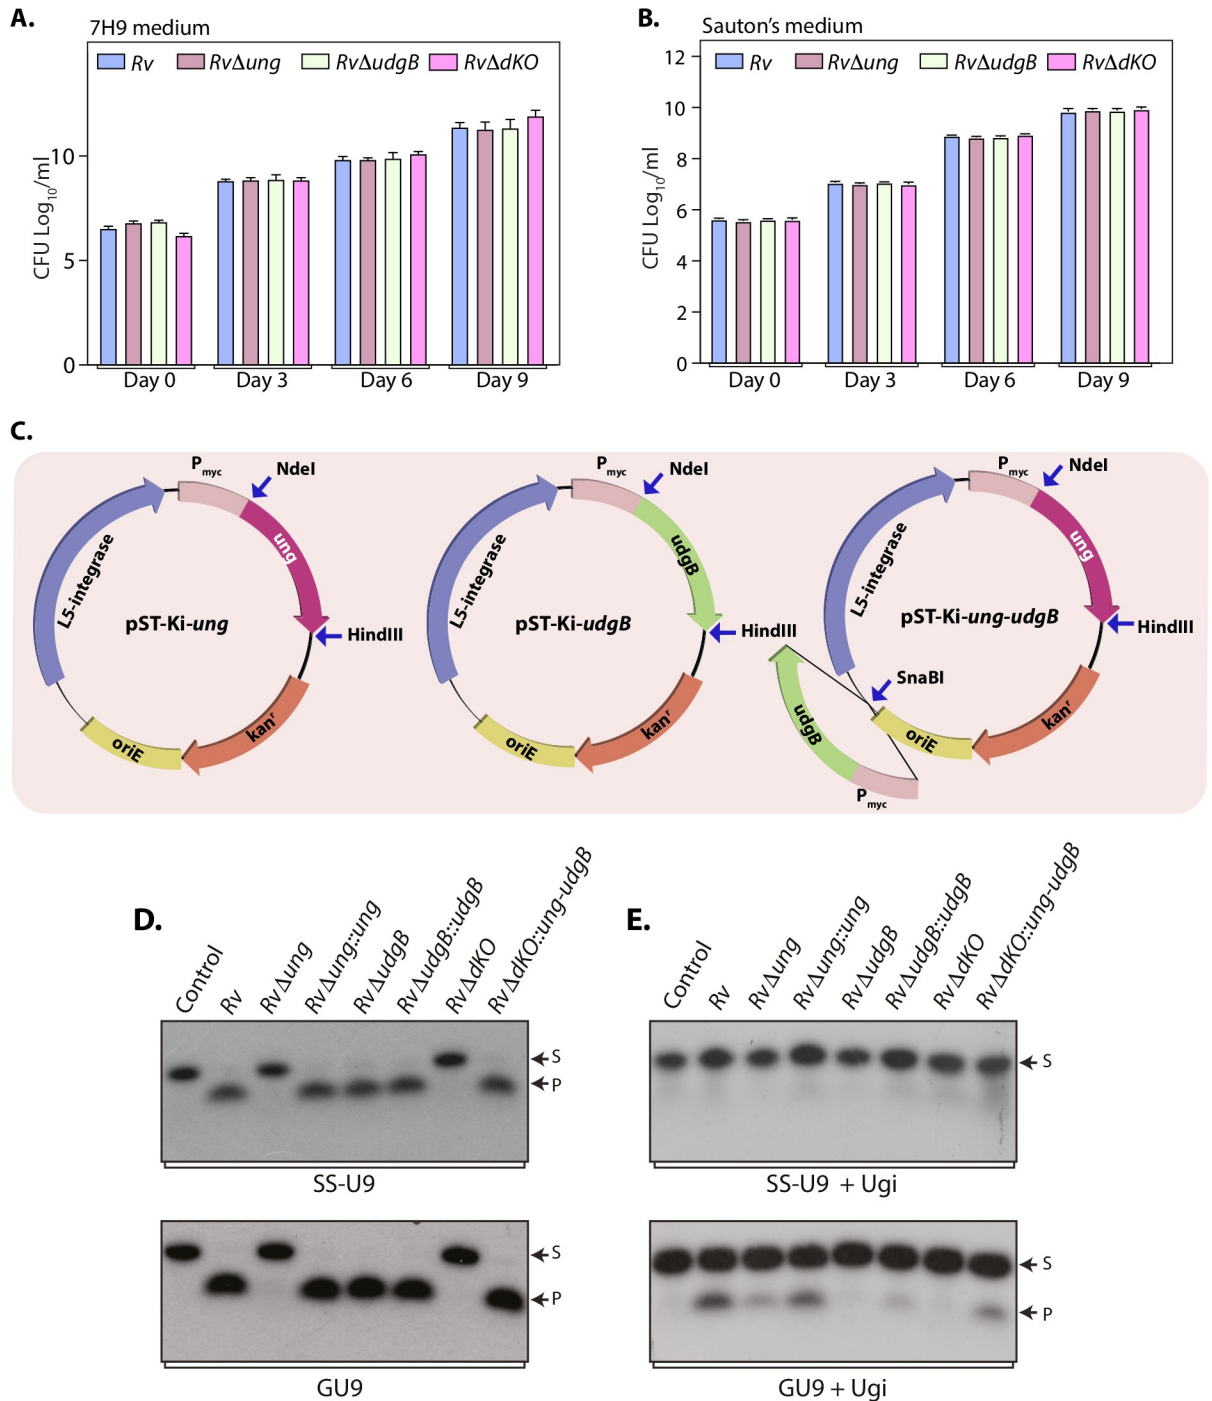 A.
7H9 medium
Rv RvΔung RvΔudgB RvΔdKO
CFU Log10/ml
10
5
0
Day 0 Day 3 Day 6 Day 9
B.
Sauton's medium
Rv RvΔung RvΔudgB RvΔdKO
CFU Log10/ml
12
10
8
6
4
2
0
Day 0 Day 3 Day 6 Day 9
C.
Pmyc
NdeI
ung
L5-integrase
pST-Ki-ung
HindIII
kanr
oriE
Pmyc
NdeI
udgB
L5-integrase
pST-Ki-udgB
HindIII
kanr
oriE
Pmyc
NdeI
ung
L5-integrase
pST-Ki-ung-udgB
HindIII
SnaBI
udgB
kanr
oriE
Pmyc
D.
Control
Rv
RvΔung
RvΔung::ung
RvΔudgB
RvΔudgB::udgB
RvΔdKO
RvΔdKO::ung-udgB
S
P
SS-U9
S
P
GU9
E.
Control
Rv
RvΔung
RvΔung::ung
RvΔudgB
RvΔudgB::udgB
RvΔdKO
RvΔdKO::ung-udgB
S
SS-U9 + Ugi
S
P
GU9 + Ugi